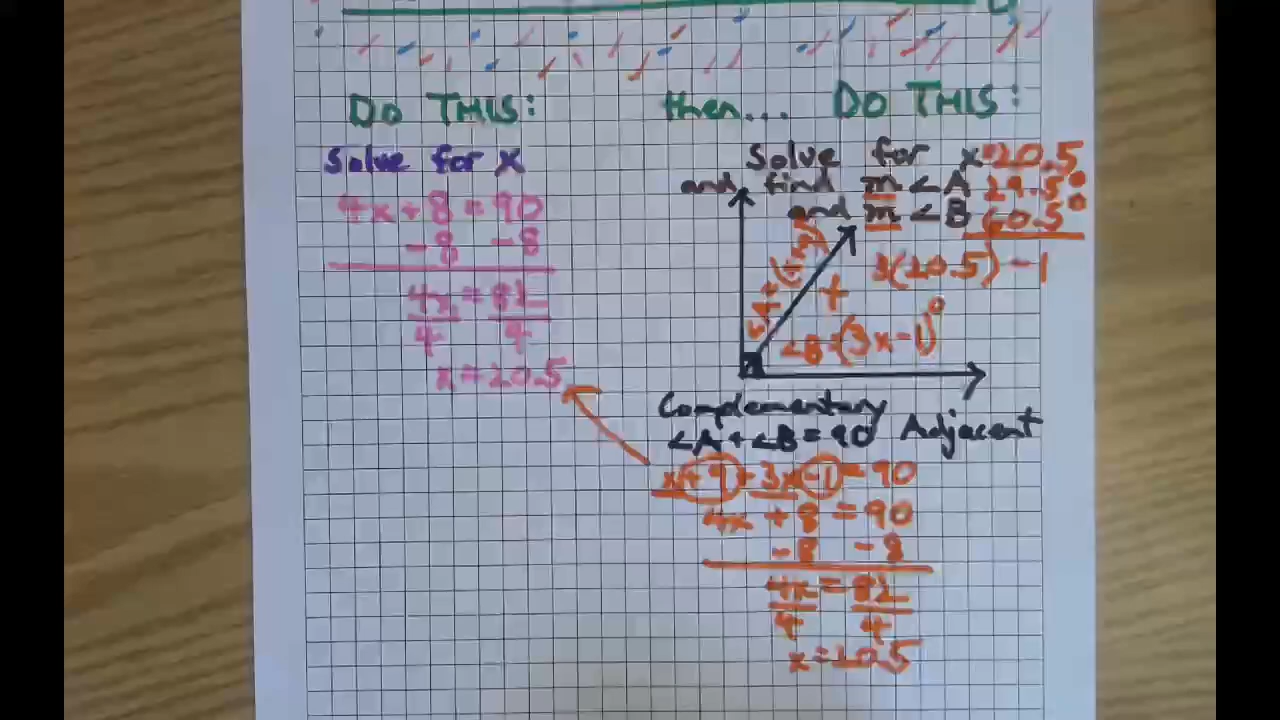 Do THIS:
Solve for x
4x + 8 = 90
- 8 - 8
4x = 82
4 4
x = 20.5
then... Do THIS:
Solve for x=20.5
and find m∠A 29.5°
and m∠B 60.5°
3(20.5) - 1
∠A =
+
∠B=(3x-1)°
Complementary
∠A + ∠B = 90 Adjacent
x + 9 + 3x - 1 = 90
4x + 8 = 90
- 8 - 8
4x = 82
4 4
x = 20.5